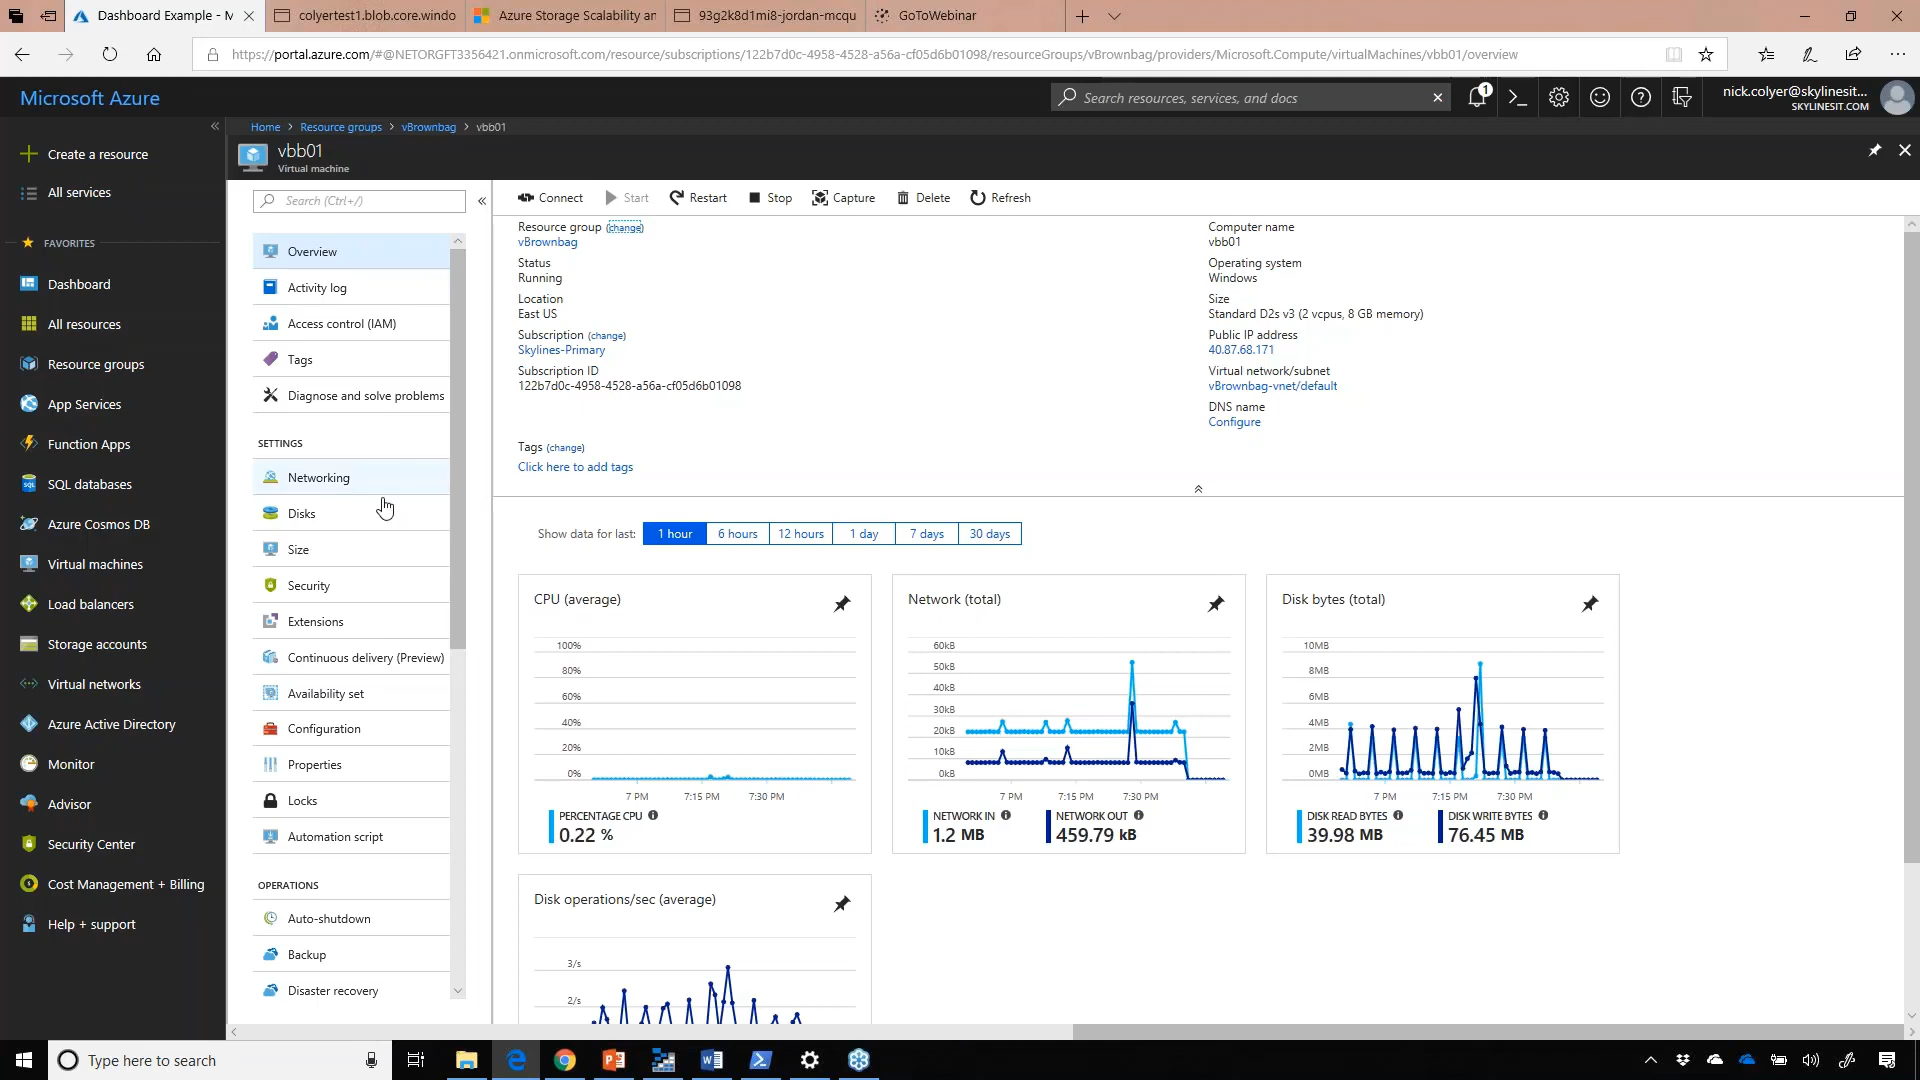 Dashboard Example - M
colyertest1.blob.core.windo
Azure Storage Scalability an
93g2k8d1mi8-jordan-mcqu
GoToWebinar
https://portal.azure.com/#@NETORGFT3356421.onmicrosoft.com/resource/subscriptions/122b7d0c-4958-4528-a56a-cf05d6b01098/resourceGroups/vBrownbag/providers/Microsoft.Compute/virtualMachines/vbb01/overview
Microsoft Azure
Search resources, services, and docs
1
nick.colyer@skylinesit...
SKYLINESIT.COM
Home > Resource groups > vBrownbag > vbb01
vbb01
Virtual machine
Create a resource
All services
FAVORITES
Dashboard
All resources
Resource groups
App Services
Function Apps
SQL databases
Azure Cosmos DB
Virtual machines
Load balancers
Storage accounts
Virtual networks
Azure Active Directory
Monitor
Advisor
Security Center
Cost Management + Billing
Help + support
Search (Ctrl+/)
Overview
Activity log
Access control (IAM)
Tags
Diagnose and solve problems
SETTINGS
Networking
Disks
Size
Security
Extensions
Continuous delivery (Preview)
Availability set
Configuration
Properties
Locks
Automation script
OPERATIONS
Auto-shutdown
Backup
Disaster recovery
Connect Start Restart Stop Capture Delete Refresh
Resource group (change)
vBrownbag
Status
Running
Location
East US
Subscription (change)
Skylines-Primary
Subscription ID
122b7d0c-4958-4528-a56a-cf05d6b01098
Computer name
vbb01
Operating system
Windows
Size
Standard D2s v3 (2 vcpus, 8 GB memory)
Public IP address
40.87.68.171
Virtual network/subnet
vBrownbag-vnet/default
DNS name
Configure
Tags (change)
Click here to add tags
Show data for last: 1 hour 6 hours 12 hours 1 day 7 days 30 days
CPU (average)
100%
80%
60%
40%
20%
0%
7 PM 7:15 PM 7:30 PM
PERCENTAGE CPU
0.22 %
Network (total)
60kB
50kB
40kB
30kB
20kB
10kB
0kB
7 PM 7:15 PM 7:30 PM
NETWORK IN
1.2 MB
NETWORK OUT
459.79 kB
Disk bytes (total)
10MB
8MB
6MB
4MB
2MB
0MB
7 PM 7:15 PM 7:30 PM
DISK READ BYTES
39.98 MB
DISK WRITE BYTES
76.45 MB
Disk operations/sec (average)
3/s
2/s
Type here to search